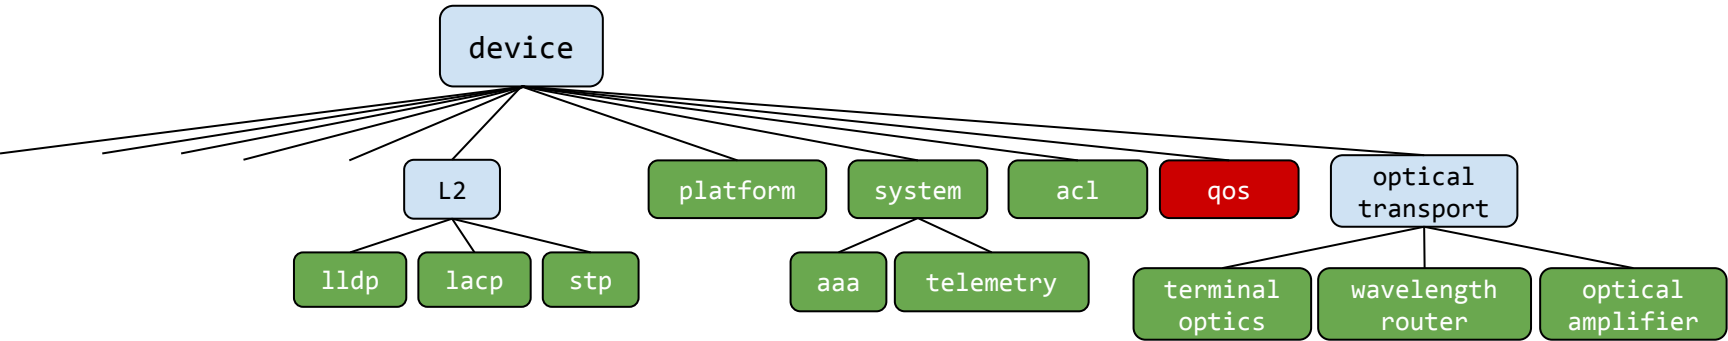 device
L2
platform
system
acl
qos
optical
transport
lldp
lacp
stp
aaa
telemetry
terminal
optics
wavelength
router
optical
amplifier